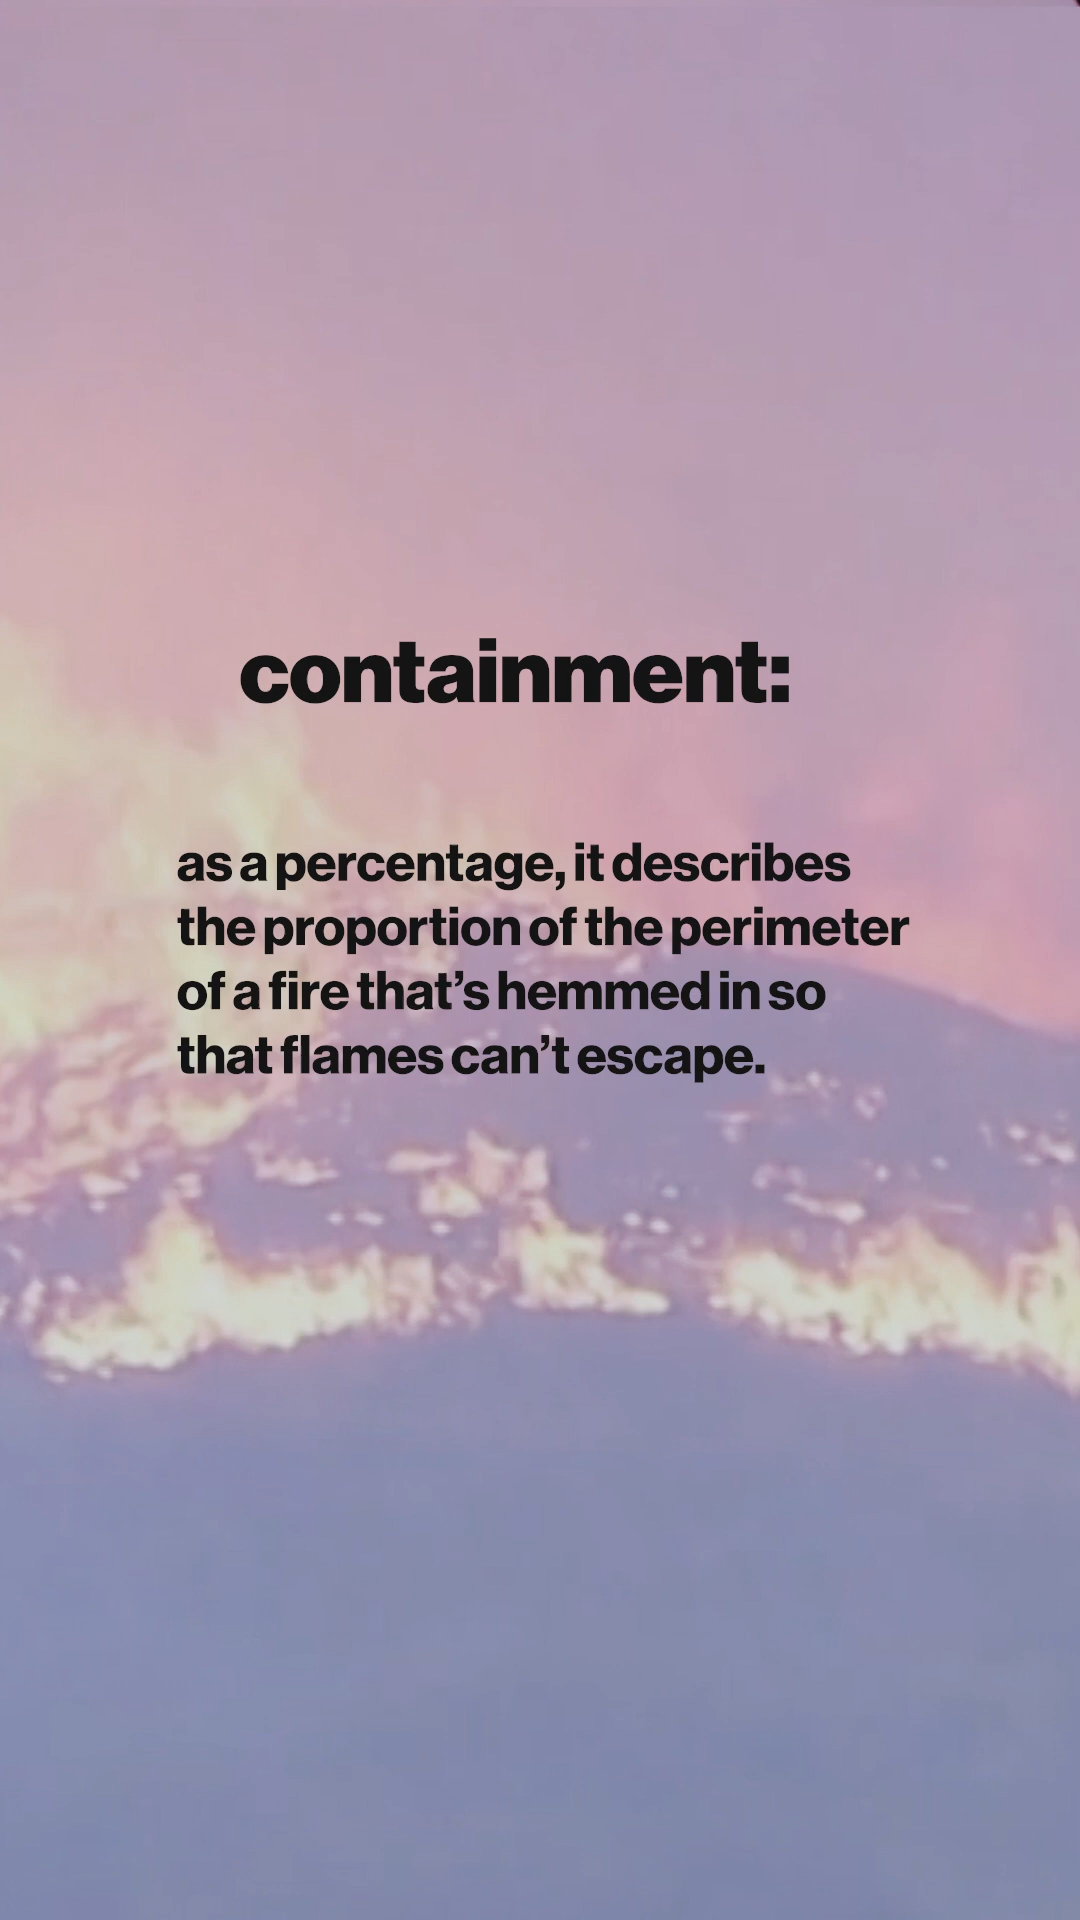 containment:
as a percentage, it describes
the proportion of the perimeter
of a fire that’s hemmed in so
that flames can’t escape.